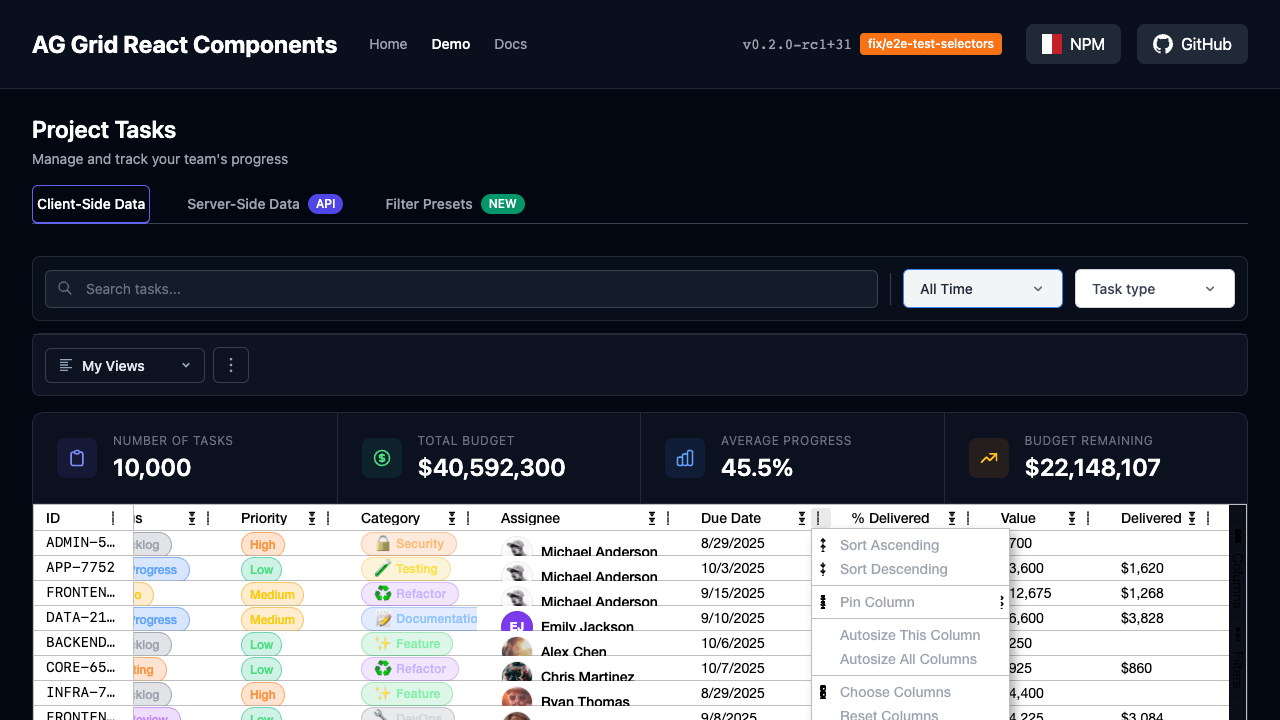 AG Grid React Components Home Demo Docs v0.2.0-rc1+31 fix/e2e-test-selectors NPM GitHub
Project Tasks
Manage and track your team's progress
Client-Side Data Server-Side Data API Filter Presets NEW
Search tasks... All Time Task type
My Views
NUMBER OF TASKS TOTAL BUDGET AVERAGE PROGRESS BUDGET REMAINING
10,000 $40,592,300 45.5% $22,148,107
ID s Priority Category Assignee Due Date % Delivered Value Delivered
ADMIN-5… klog High Security Michael Anderson 8/29/2025 700
APP-7752 Progress Low Testing Michael Anderson 10/3/2025 3,600 $1,620
FRONTEN… o Medium Refactor Michael Anderson 9/15/2025 12,675 $1,268
DATA-21… Progress Medium Documentatio EJ Emily Jackson 9/10/2025 6,600 $3,828
BACKEND… klog Low Feature Alex Chen 10/6/2025 250
CORE-65… ting Low Refactor Chris Martinez 10/7/2025 925 $860
INFRA-7… klog High Feature Ryan Thomas 8/29/2025 4,400
FRONTEN… Review Low DevOps 9/8/2025 4,225 $3,084
Sort Ascending
Sort Descending
Pin Column
Autosize This Column
Autosize All Columns
Choose Columns
Reset Columns
Columns
Filters